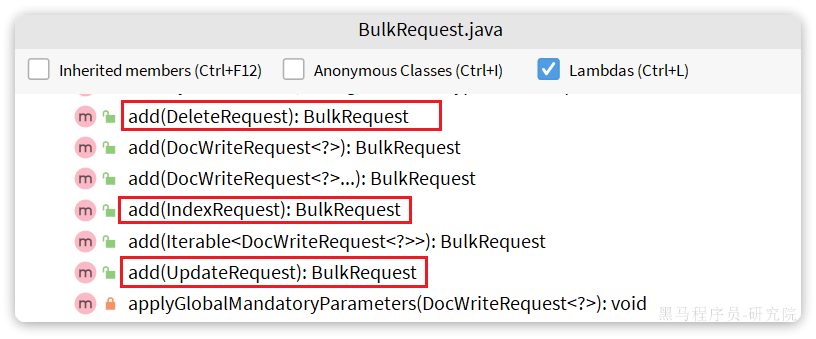 BulkRequest.java
Inherited members (Ctrl+F12) Anonymous Classes (Ctrl+I) Lambdas (Ctrl+L)
m add(DeleteRequest): BulkRequest
m add(DocWriteRequest<?>): BulkRequest
m add(DocWriteRequest<?>...): BulkRequest
m add(IndexRequest): BulkRequest
m add(Iterable<DocWriteRequest<?>>): BulkRequest
m add(UpdateRequest): BulkRequest
m applyGlobalMandatoryParameters(DocWriteRequest<?>): void
黑马程序员-研究院